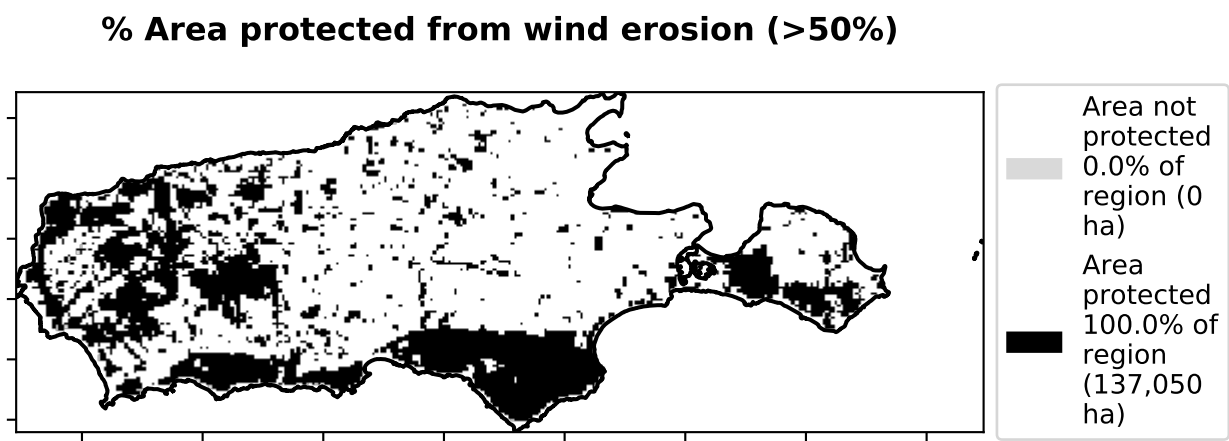 % Area protected from wind erosion (>50%)
Area not
protected
0.0% of
region (0
ha)
Area
protected
100.0% of
region
(137,050
ha)